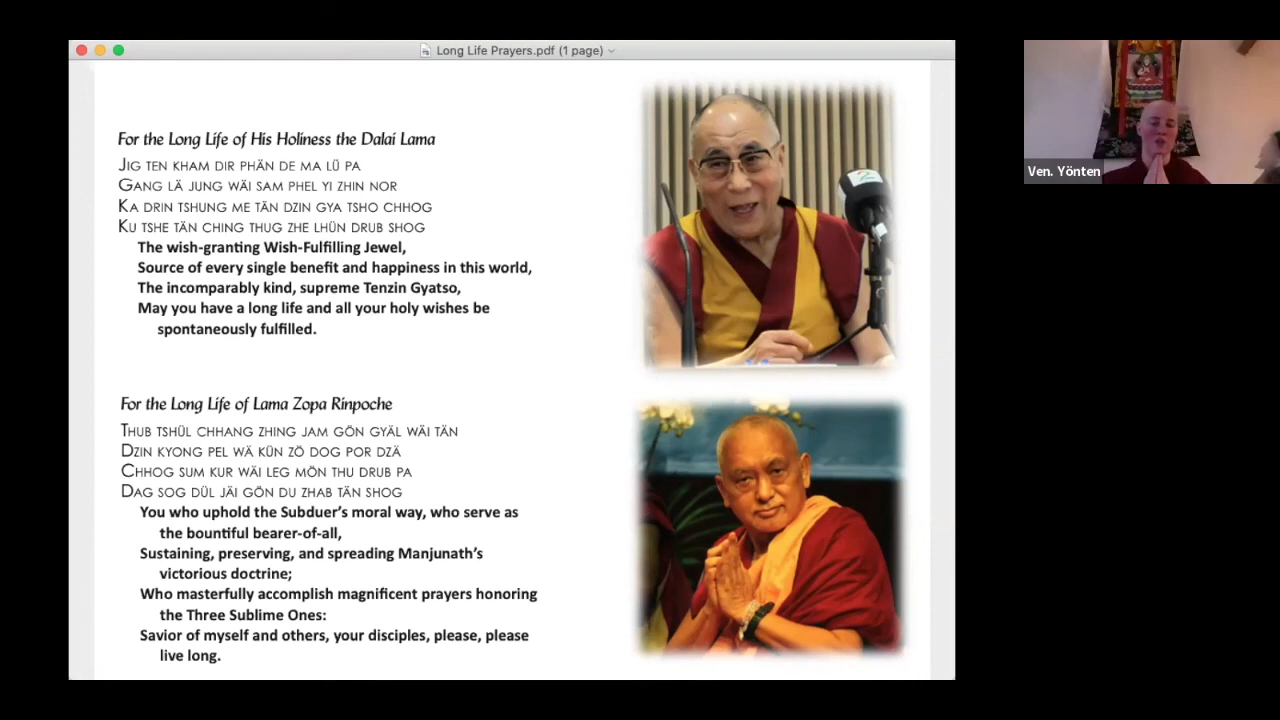 Long Life Prayers.pdf (1 page)
For the Long Life of His Holiness the Dalai Lama
JIG TEN KHAM DIR PHÄN DE MA LÜ PA
GANG LÄ JUNG WÄI SAM PHEL YI ZHIN NOR
KA DRIN TSHUNG ME TÄN DZIN GYA TSHO CHHOG
KU TSHE TÄN CHING THUG ZHE LHÜN DRUB SHOG
The wish-granting Wish-Fulfilling Jewel,
Source of every single benefit and happiness in this world,
The incomparably kind, supreme Tenzin Gyatso,
May you have a long life and all your holy wishes be
spontaneously fulfilled.
2
For the Long Life of Lama Zopa Rinpoche
THUB TSHÜL CHHANG ZHING JAM GÖN GYÄL WÄI TÄN
DZIN KYONG PEL WÄ KÜN ZÖ DOG POR DZÄ
CHHOG SUM KUR WÄI LEG MÖN THU DRUB PA
DAG SOG DÜL JÄI GÖN DU ZHAB TÄN SHOG
You who uphold the Subduer's moral way, who serve as
the bountiful bearer-of-all,
Sustaining, preserving, and spreading Manjunath's
victorious doctrine;
Who masterfully accomplish magnificent prayers honoring
the Three Sublime Ones:
Savior of myself and others, your disciples, please, please
live long.
Ven. Yönten